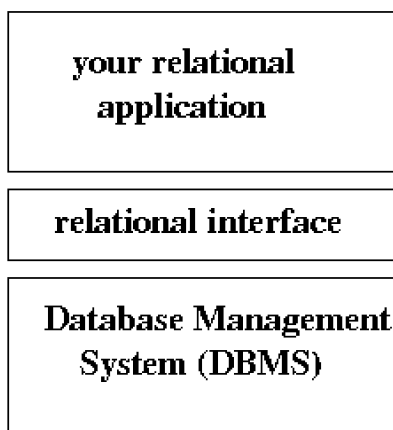 your relational
application
relational interface
Database Management
System (DBMS)